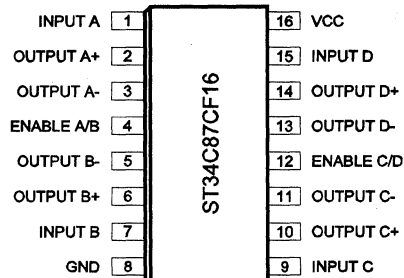 INPUT A 1 16 VCC
OUTPUT A+ 2 15 INPUT D
OUTPUT A- 3 14 OUTPUT D+
ENABLE A/B 4 13 OUTPUT D-
OUTPUT B- 5 12 ENABLE C/D
OUTPUT B+ 6 11 OUTPUT C-
INPUT B 7 10 OUTPUT C+
GND 8 9 INPUT C
ST34C87CF16